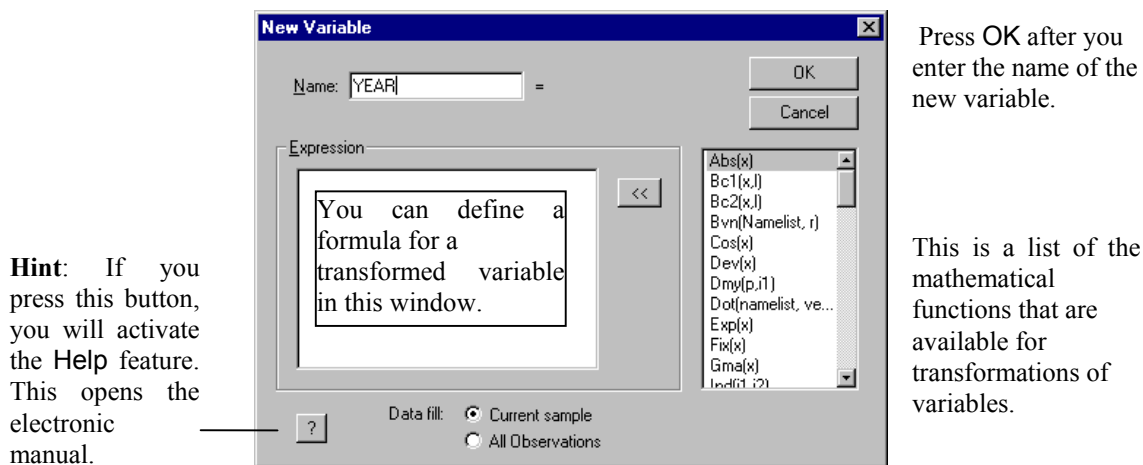 New Variable
Name: YEAR =
OK
Cancel
Expression
You can define a
formula for a
transformed variable
in this window.
<<
Abs(x)
Bc1(x,l)
Bc2(x,l)
Bvn(Namelist, r)
Cos(x)
Dev(x)
Dmy(p,i1)
Dot(namelist, ve...
Exp(x)
Fix(x)
Gma(x)
Ind(i1,i2)
?
Data fill:
Current sample
All Observations
Press OK after you
enter the name of the
new variable.
This is a list of the
mathematical
functions that are
available for
transformations of
variables.
Hint: If you
press this button,
you will activate
the Help feature.
This opens the
electronic
manual.